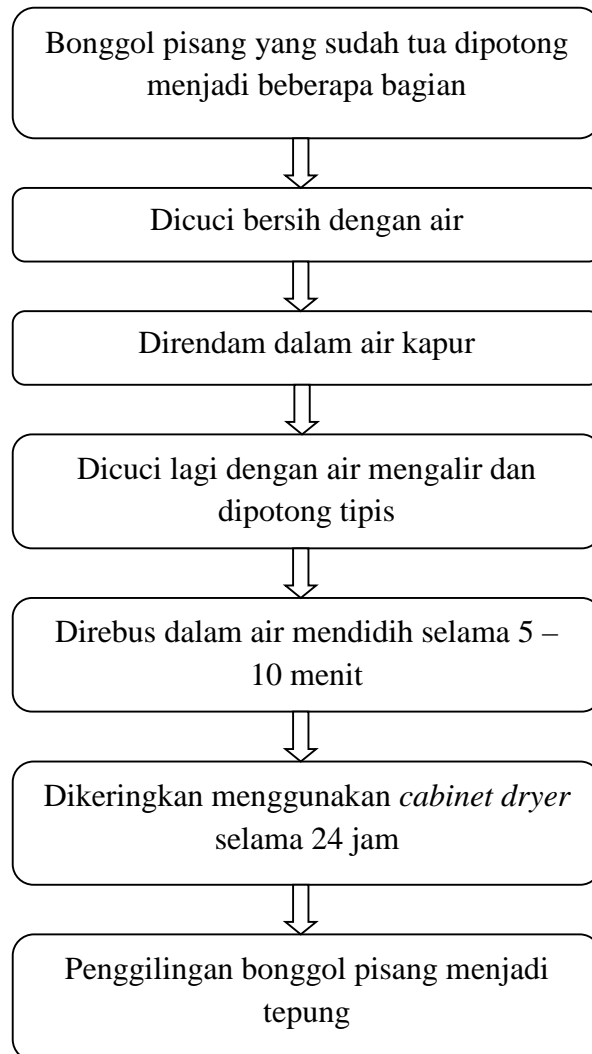 Bonggol pisang yang sudah tua dipotong
menjadi beberapa bagian
Dicuci bersih dengan air
Direndam dalam air kapur
Dicuci lagi dengan air mengalir dan
dipotong tipis
Direbus dalam air mendidih selama 5 –
10 menit
Dikeringkan menggunakan cabinet dryer
selama 24 jam
Penggilingan bonggol pisang menjadi
tepung